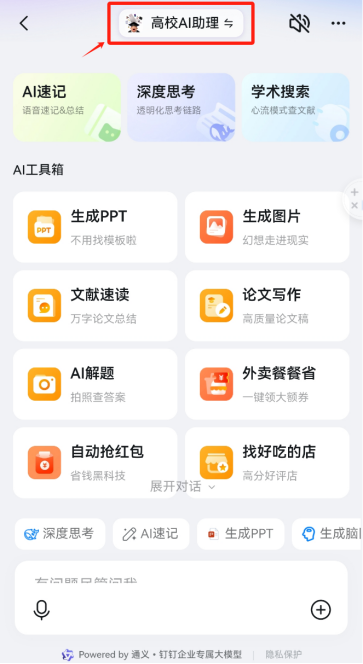 高校AI助理
AI速记
深度思考
学术搜索
语音速记&总结
透明化思考链路
心流模式查文献
AI工具箱
生成PPT
不用找模板啦
生成图片
幻想走进现实
文献速读
万字论文总结
论文写作
高质量论文稿
AI解题
拍照查答案
外卖餐餐省
一键领大额券
自动抢红包
省钱黑科技
找好吃的店
高分好评店
展开对话
深度思考
AI速记
生成PPT
生成脑
有问题尽管问我
Powered by 通义·钉钉企业专属大模型
隐私保护